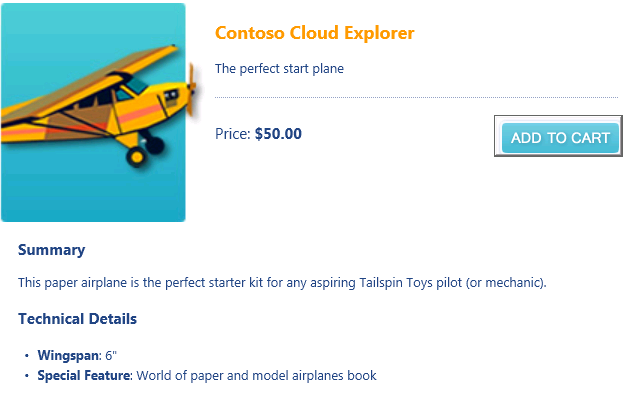 Contoso Cloud Explorer
The perfect start plane
Price: $50.00
ADD TO CART
Summary
This paper airplane is the perfect starter kit for any aspiring Tailspin Toys pilot (or mechanic).
Technical Details
• Wingspan: 6"
• Special Feature: World of paper and model airplanes book